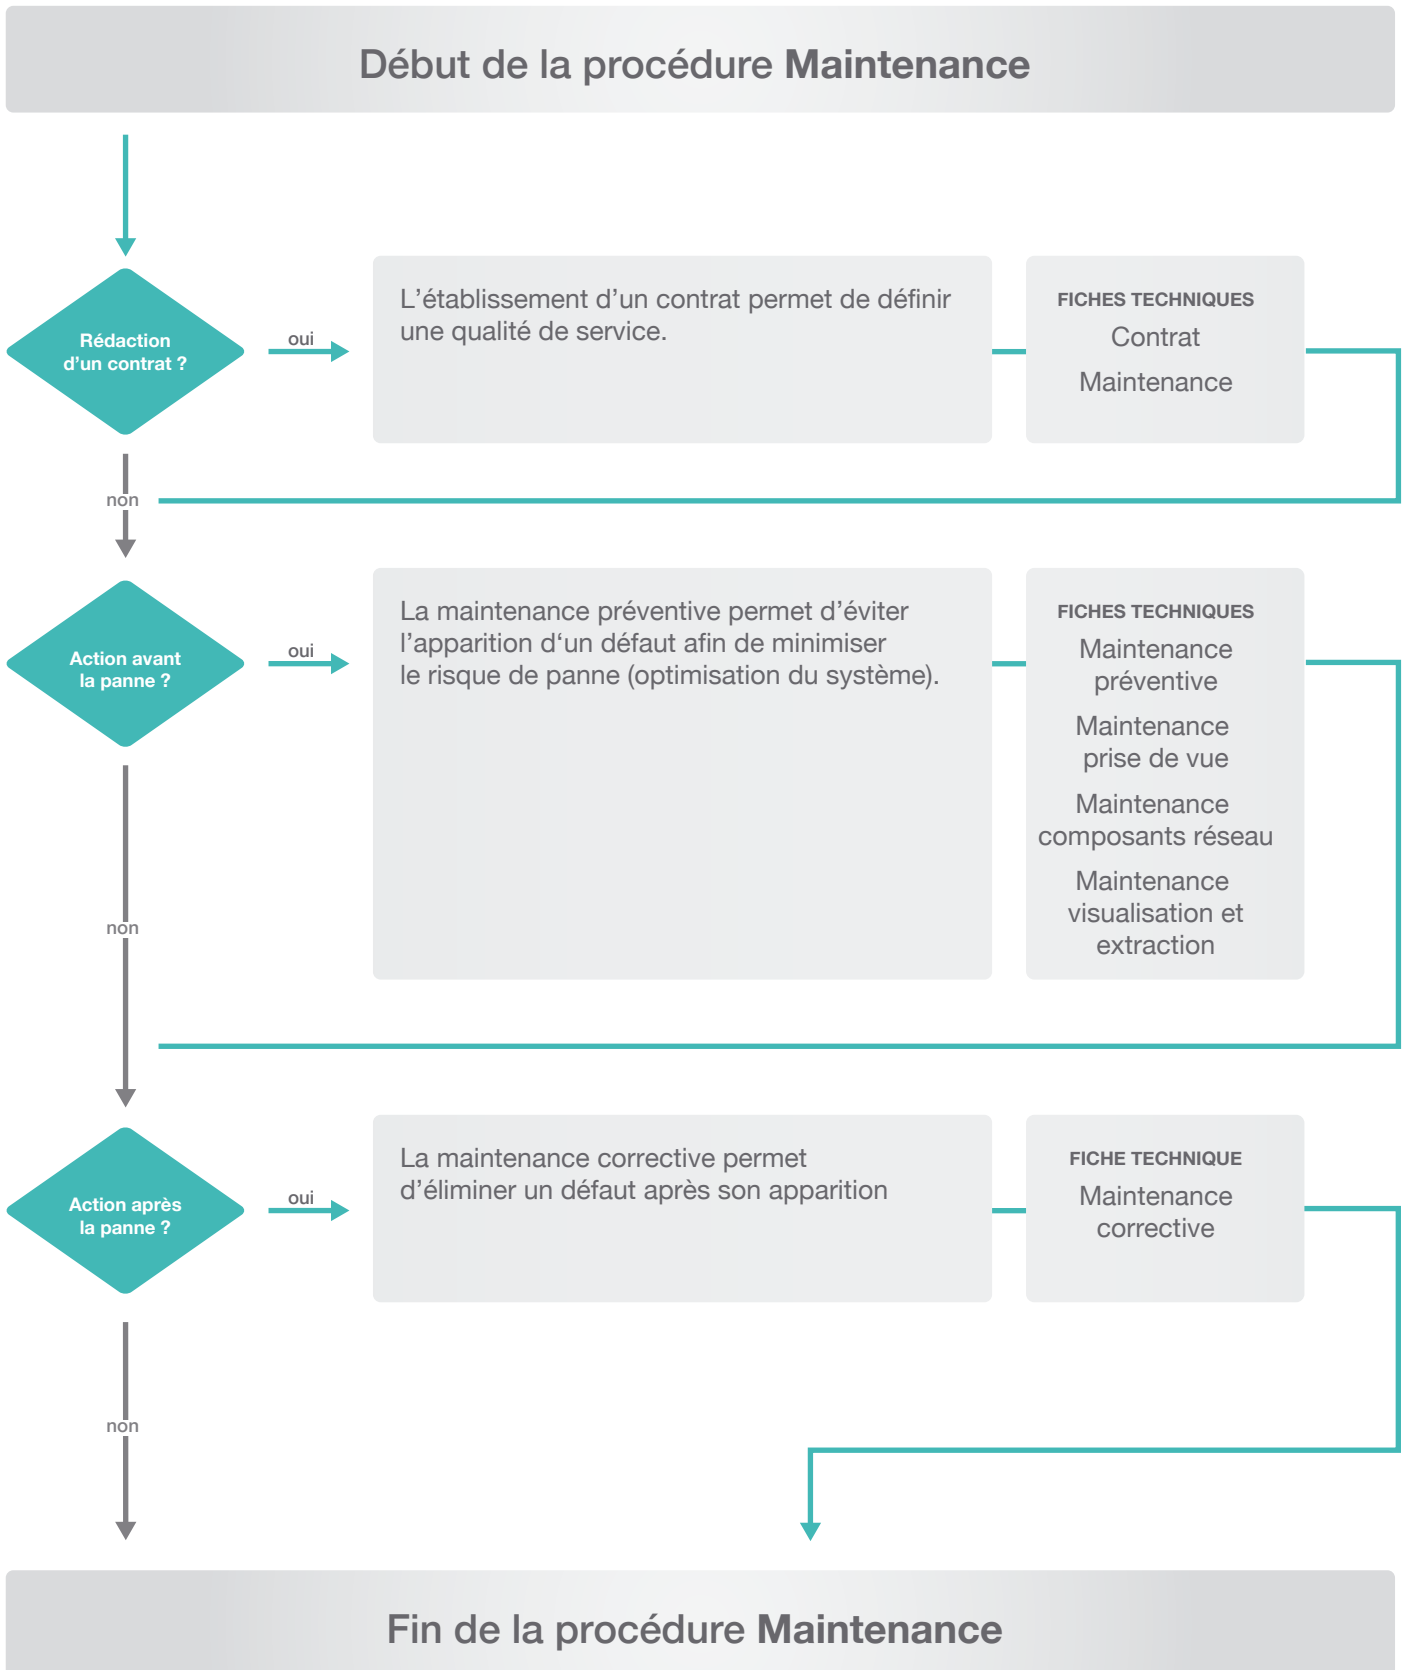 Début de la procédure Maintenance
Rédaction
d’un contrat ?
oui
L’établissement d’un contrat permet de définir
une qualité de service.
FICHES TECHNIQUES
Contrat
Maintenance
non
Action avant
la panne ?
oui
La maintenance préventive permet d’éviter
l’apparition d‘un défaut afin de minimiser
le risque de panne (optimisation du système).
FICHES TECHNIQUES
Maintenance
préventive
Maintenance
prise de vue
Maintenance
composants réseau
Maintenance
visualisation et
extraction
non
Action après
la panne ?
oui
La maintenance corrective permet
d’éliminer un défaut après son apparition
FICHE TECHNIQUE
Maintenance
corrective
non
Fin de la procédure Maintenance